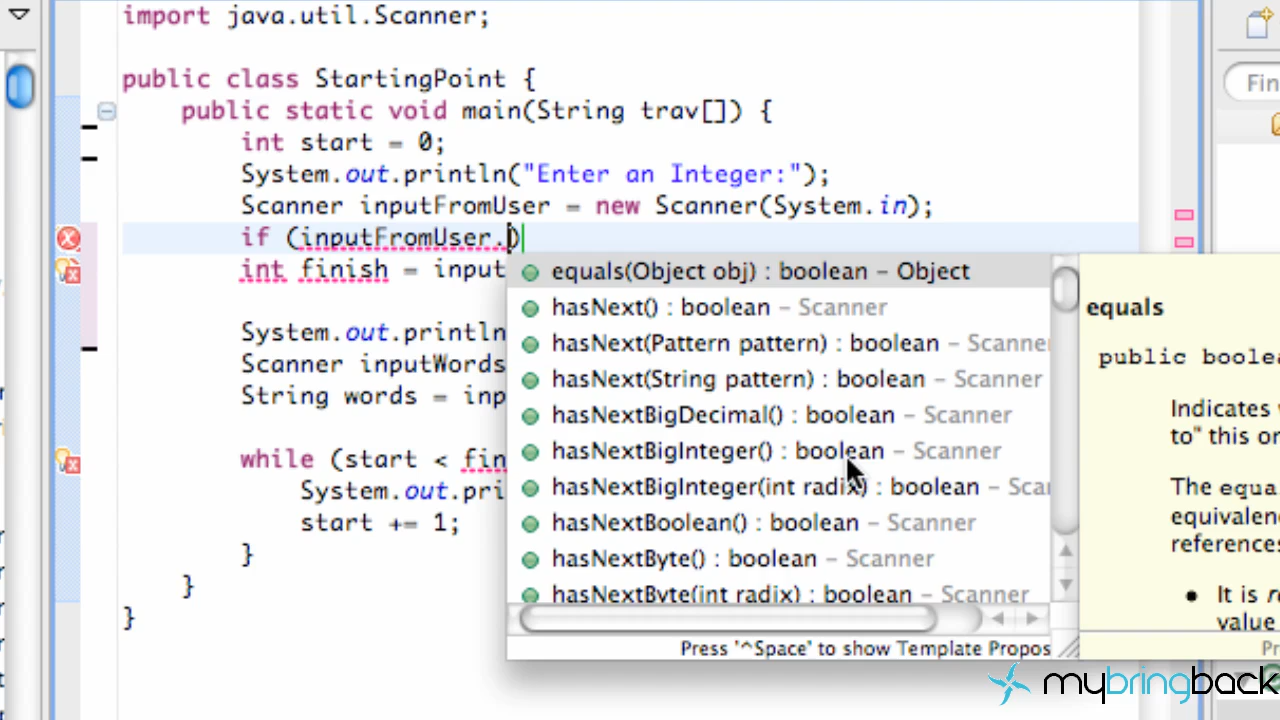 import java.util.Scanner;
public class StartingPoint {
public static void main(String trav[]) {
int start = 0;
System.out.println("Enter an Integer:");
Scanner inputFromUser = new Scanner(System.in);
if (inputFromUser.)
int finish = input
System.out.println
Scanner inputWords
String words = inp
while (start < fin
System.out.pri
start += 1;
}
}
}
equals(Object obj) : boolean – Object
hasNext() : boolean – Scanner
hasNext(Pattern pattern) : boolean – Scanner
hasNext(String pattern) : boolean – Scanner
hasNextBigDecimal() : boolean – Scanner
hasNextBigInteger() : boolean – Scanner
hasNextBigInteger(int radix) : boolean – Scan
hasNextBoolean() : boolean – Scanner
hasNextByte() : boolean – Scanner
hasNextByte(int radix) : boolean – Scanner
Press '^Space' to show Template Propos
Fin
equals
public boolea
Indicates
to" this or
The equa
equivalen
references
• It is re
value
Pr
mybringback